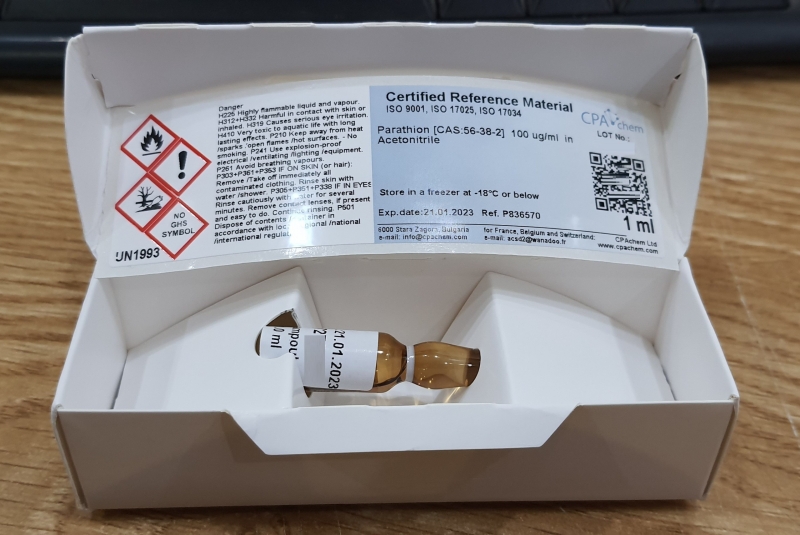 Danger
H225 Highly flammable liquid and vapour.
H312+H332 Harmful in contact with skin or
inhaled. H319 Causes serious eye irritation.
H410 Very toxic to aquatic life with long
lasting effects. P210 Keep away from heat
/sparks /open flames /hot surfaces. - No
smoking. P241 Use explosion-proof
electrical /ventilating /lighting /equipment.
P261 Avoid breathing vapours.
P303+P361+P353 IF ON SKIN (or hair):
Remove /Take off immediately all
contaminated clothing. Rinse skin with
water /shower. P305+P351+P338 IF IN EYES
Rinse cautiously with water for several
minutes. Remove contact lenses, if present
and easy to do. Continue rinsing. P501
Dispose of contents /container in
accordance with local /regional /national
/international regulat
NO
GHS
SYMBOL
UN1993
Certified Reference Material
ISO 9001, ISO 17025, ISO 17034
CPAchem
LOT No.:
Parathion [CAS:56-38-2] 100 ug/ml in
Acetonitrile
Store in a freezer at -18°C or below
Exp.date:21.01.2023 Ref. P836570
1 ml
6000 Stara Zagora, Bulgaria
e-mail: info@cpachem.com
for France, Belgium and Switzerland:
e-mail: acsd2@wanadoo.fr
CPAchem Ltd
www.cpachem.com
21.01.2023
0 ml